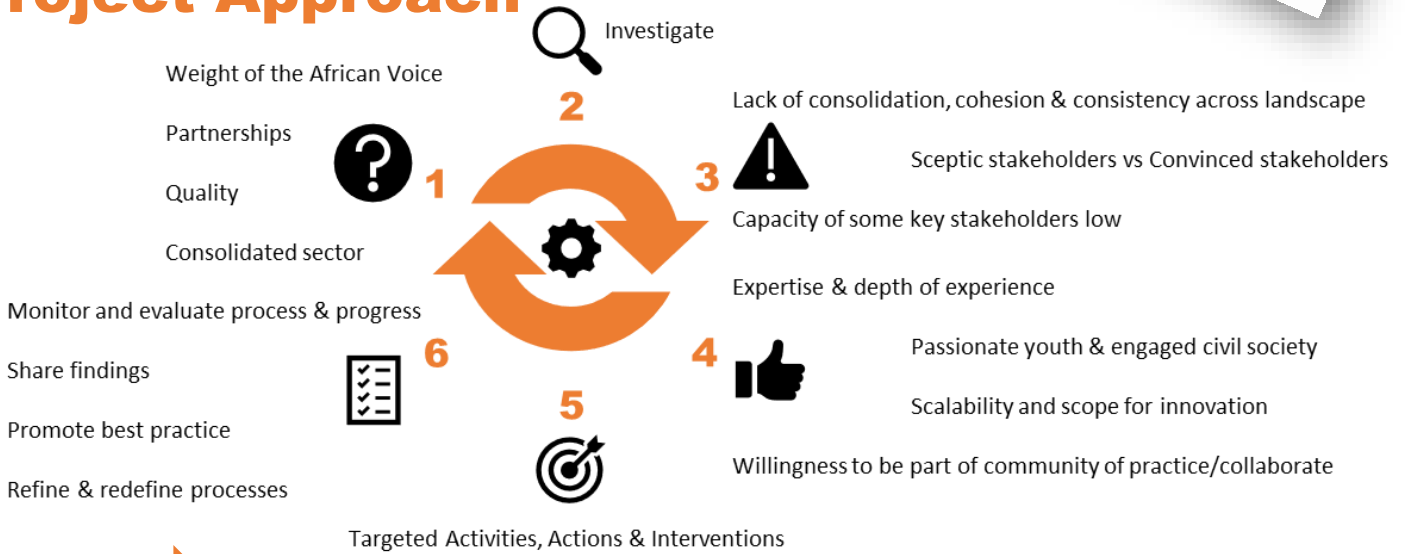 roject Approach
Investigate
Weight of the African Voice
2
Lack of consolidation, cohesion & consistency across landscape
Partnerships
Sceptic stakeholders vs Convinced stakeholders
1
3
Quality
Capacity of some key stakeholders low
Consolidated sector
Expertise & depth of experience
Monitor and evaluate process & progress
6
4
Passionate youth & engaged civil society
Share findings
5
Scalability and scope for innovation
Promote best practice
Willingness to be part of community of practice/collaborate
Refine & redefine processes
Targeted Activities, Actions & Interventions